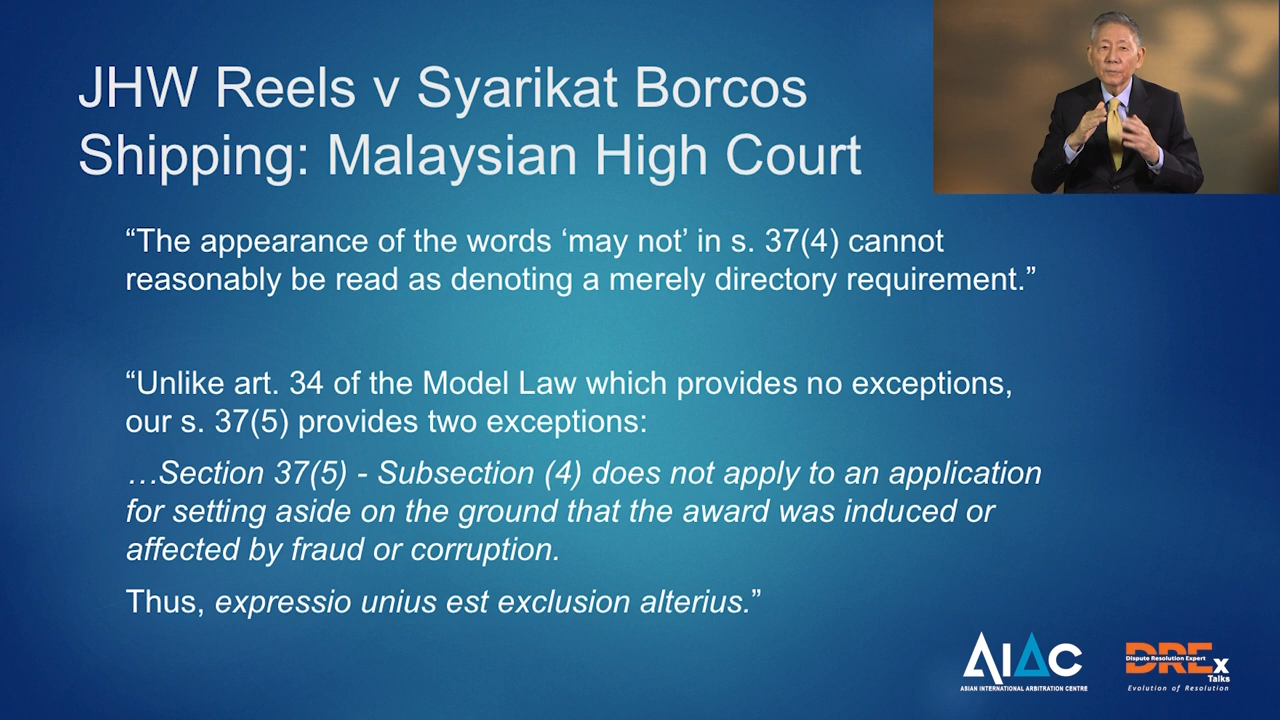 JHW Reels v Syarikat Borcos
Shipping: Malaysian High Court
“The appearance of the words ‘may not’ in s. 37(4) cannot
reasonably be read as denoting a merely directory requirement.”
“Unlike art. 34 of the Model Law which provides no exceptions,
our s. 37(5) provides two exceptions:
…Section 37(5) - Subsection (4) does not apply to an application
for setting aside on the ground that the award was induced or
affected by fraud or corruption.
Thus, expressio unius est exclusion alterius.”
AIAC
ASIAN INTERNATIONAL ARBITRATION CENTRE
DREx
Dispute Resolution Expert
Talks
Evolution of Resolution